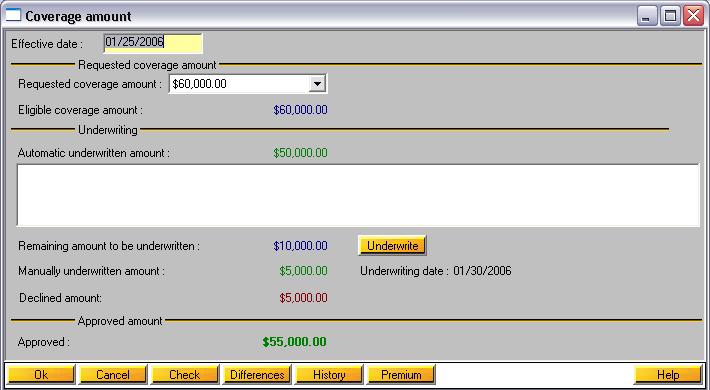 Coverage amount
Effective date : 01/25/2006
Requested coverage amount
Requested coverage amount : $60,000.00
Eligible coverage amount : $60,000.00
Underwriting
Automatic underwritten amount : $50,000.00
Remaining amount to be underwritten : $10,000.00 Underwrite
Manually underwritten amount : $5,000.00 Underwriting date : 01/30/2006
Declined amount: $5,000.00
Approved amount
Approved : $55,000.00
Ok Cancel Check Differences History Premium Help